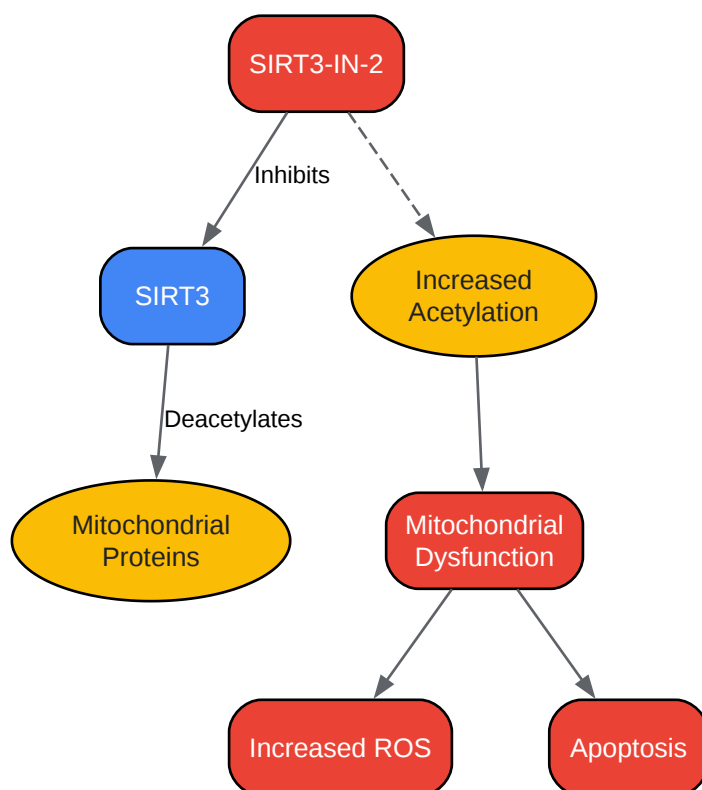 SIRT3-IN-2
Inhibits
SIRT3
Increased
Acetylation
Deacetylates
Mitochondrial
Proteins
Mitochondrial
Dysfunction
Increased ROS
Apoptosis